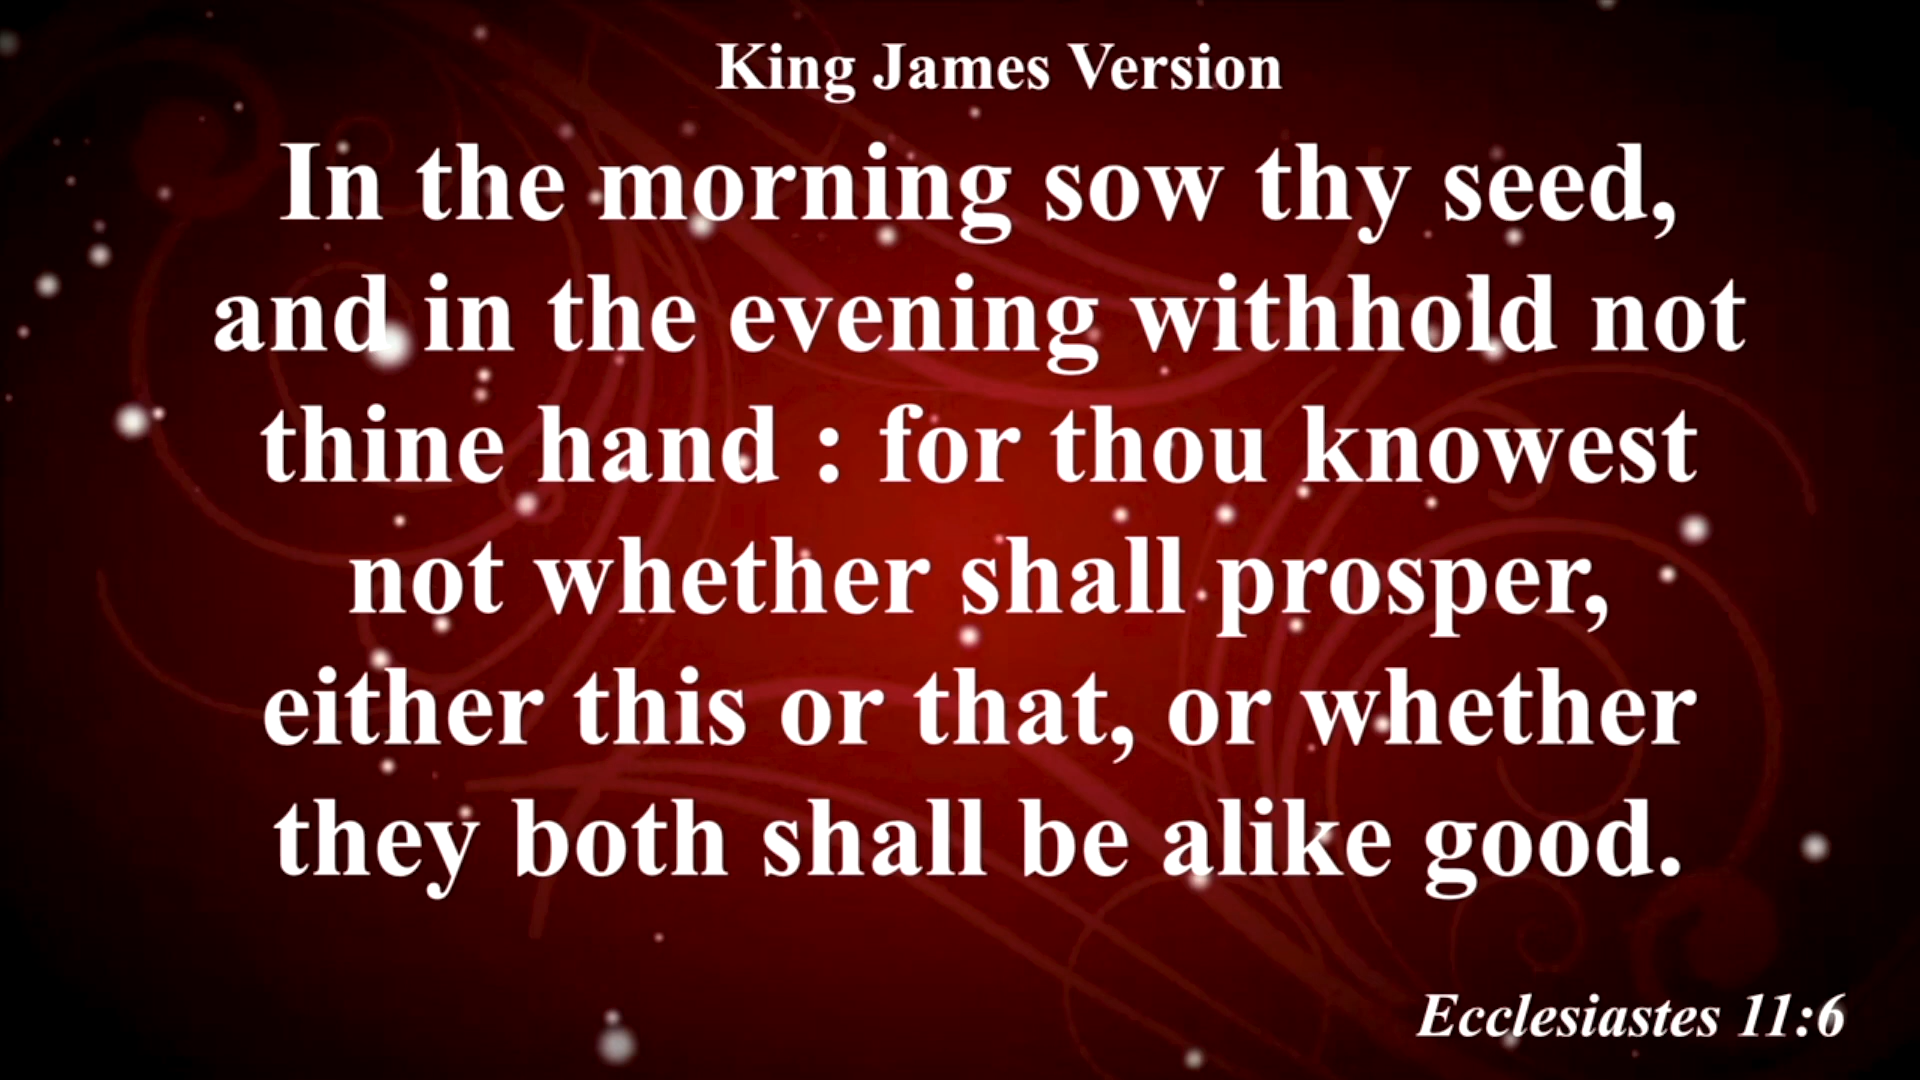 King James Version
In the morning sow thy seed,
and in the evening withhold not
thine hand : for thou knowest
not whether shall prosper,
either this or that, or whether
they both shall be alike good.
Ecclesiastes 11:6